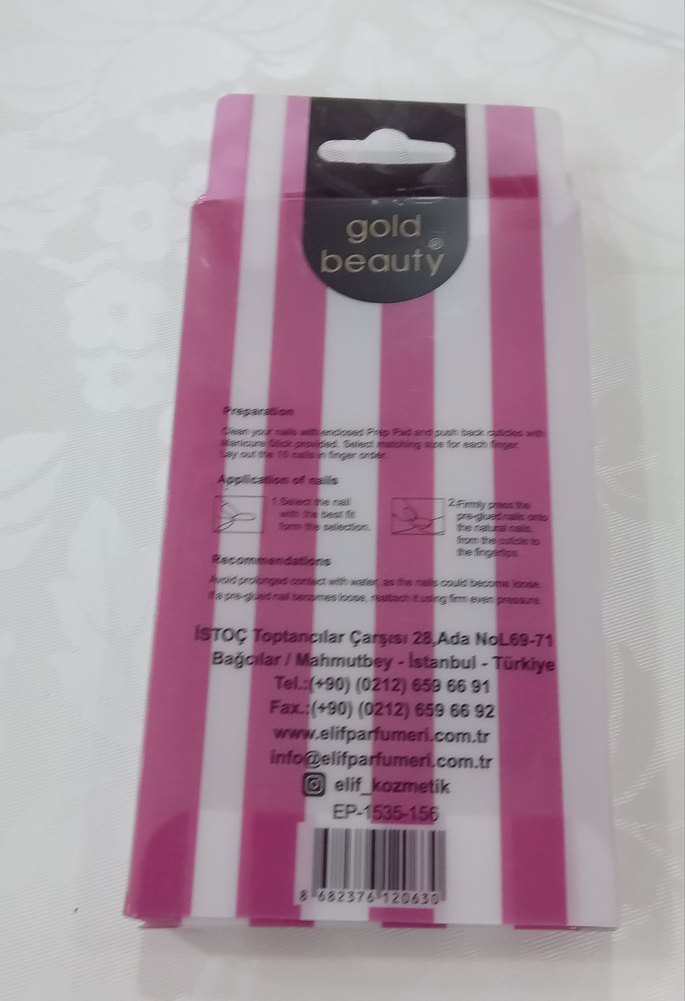 gold
beauty®
Preparation
Clean your nails with enclosed Prep Pad and push back cuticles with
Manicure Stick provided. Select matching size for each finger.
Lay out the 10 nails in finger order.
Application of nails
1.Select the nail
with the best fit
form the selection.
2.Firmly press the
pre-glued nails onto
the natural nails
from the cuticle to
the fingertips.
Recommendations
Avoid prolonged contact with water, as the nails could become loose.
If a pre-glued nail becomes loose, reattach it using firm even pressure.
İSTOÇ Toptancılar Çarşısı 28,Ada NoL69-71
Bağcılar / Mahmutbey - İstanbul - Türkiye
Tel.:(+90) (0212) 659 66 91
Fax.:(+90) (0212) 659 66 92
www.elifparfumeri.com.tr
info@elifparfumeri.com.tr
elif_kozmetik
EP-1535-156
8 682376 120630